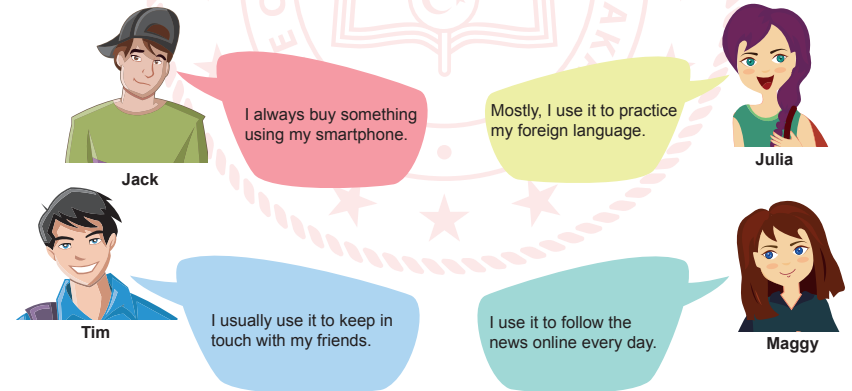 I always buy something
using my smartphone.
Jack
Mostly, I use it to practice
my foreign language.
Julia
I usually use it to keep in
touch with my friends.
Tim
I use it to follow the
news online every day.
Maggy